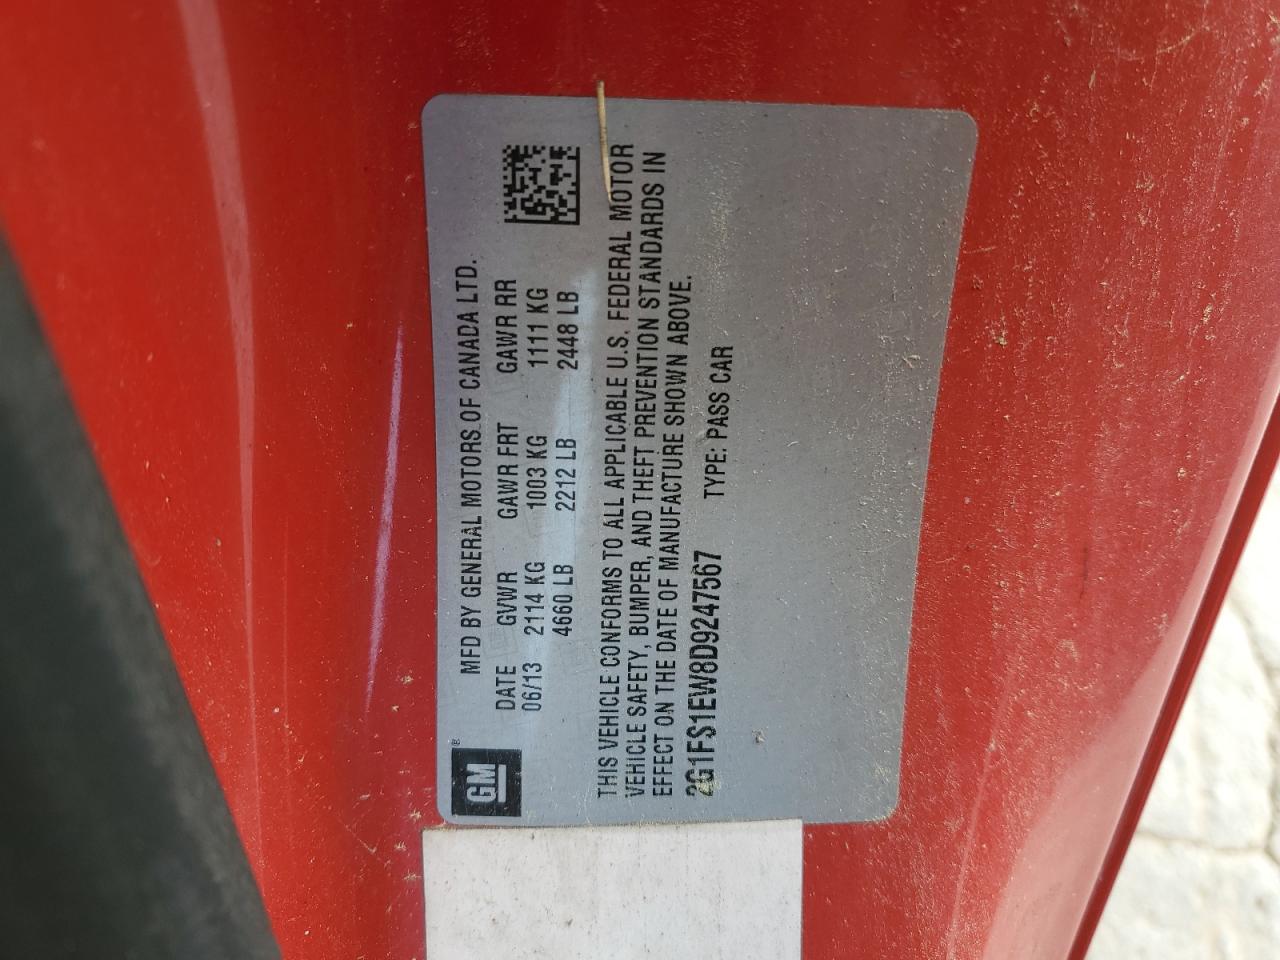 MFD BY GENERAL MOTORS OF CANADA LTD.
DATE GVWR GAWR FRT GAWR RR
06/13 2114 KG 1003 KG 1111 KG
4660 LB 2212 LB 2448 LB
GM®
THIS VEHICLE CONFORMS TO ALL APPLICABLE U.S. FEDERAL MOTOR
VEHICLE SAFETY, BUMPER, AND THEFT PREVENTION STANDARDS IN
EFFECT ON THE DATE OF MANUFACTURE SHOWN ABOVE.
2G1FS1EW8D9247567 TYPE: PASS CAR